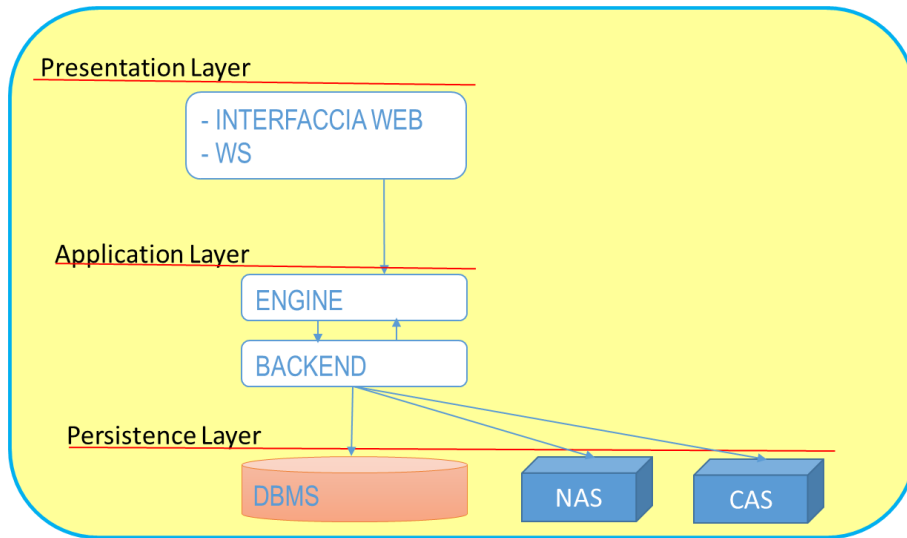 Presentation Layer
- INTERFACCIA WEB
- WS
Application Layer
ENGINE
BACKEND
Persistence Layer
DBMS
NAS
CAS